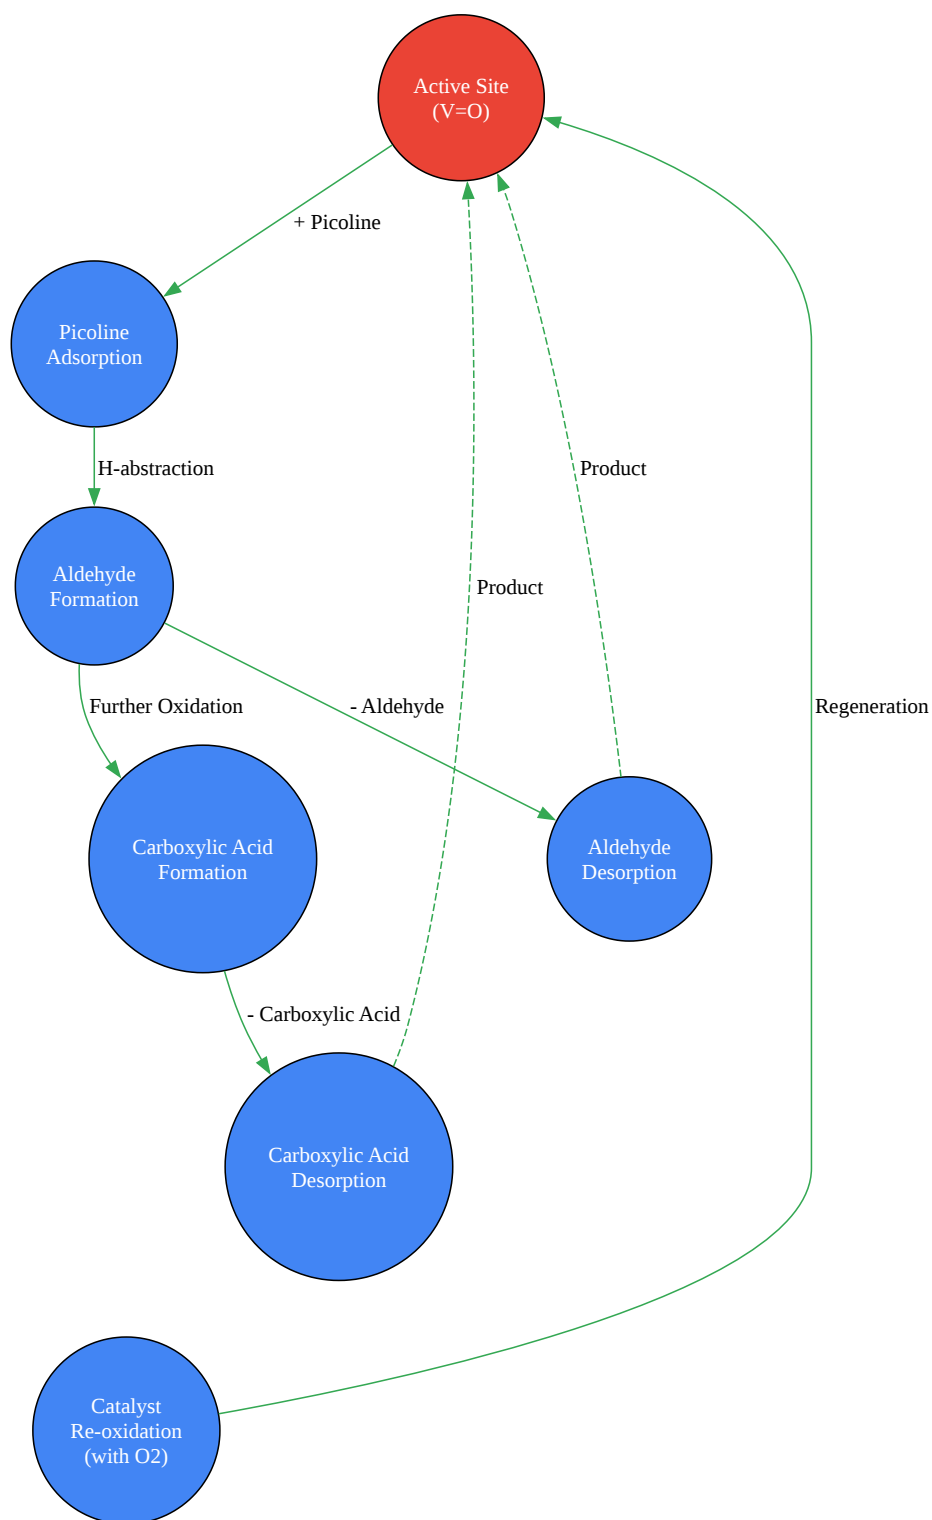 Active Site
(V=O)
+ Picoline
Picoline
Adsorption
H-abstraction
Product
Aldehyde
Formation
Product
Further Oxidation
- Aldehyde
Regeneration
Carboxylic Acid
Formation
Aldehyde
Desorption
- Carboxylic Acid
Carboxylic Acid
Desorption
Catalyst
Re-oxidation
(with O2)